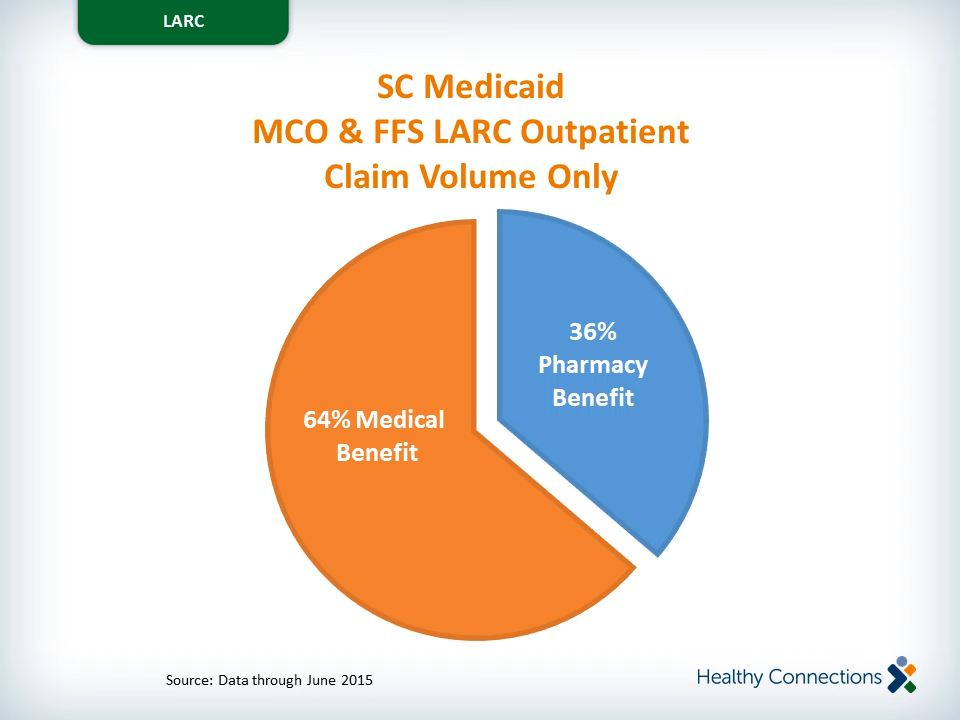 LARC
SC Medicaid
MCO & FFS LARC Outpatient
Claim Volume Only
36%
Pharmacy
Benefit
64% Medical
Benefit
Source: Data through June 2015
Healthy Connections